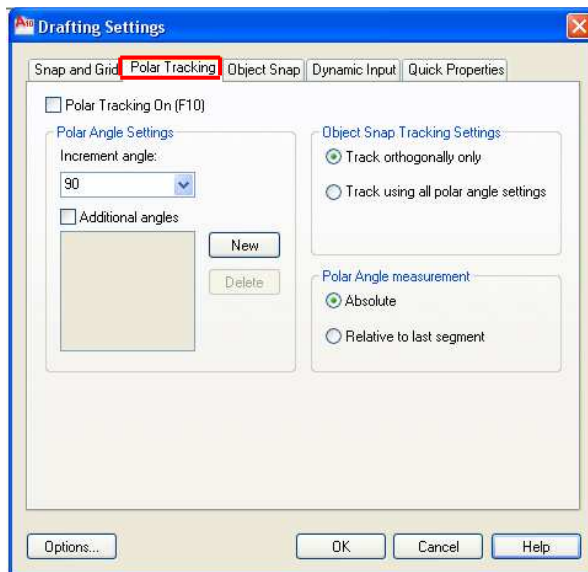 A10 Drafting Settings
Snap and Grid Polar Tracking Object Snap Dynamic Input Quick Properties
Polar Tracking On (F10)
Polar Angle Settings
Increment angle:
90
Additional angles
New
Delete
Object Snap Tracking Settings
Track orthogonally only
Track using all polar angle settings
Polar Angle measurement
Absolute
Relative to last segment
Options... OK Cancel Help